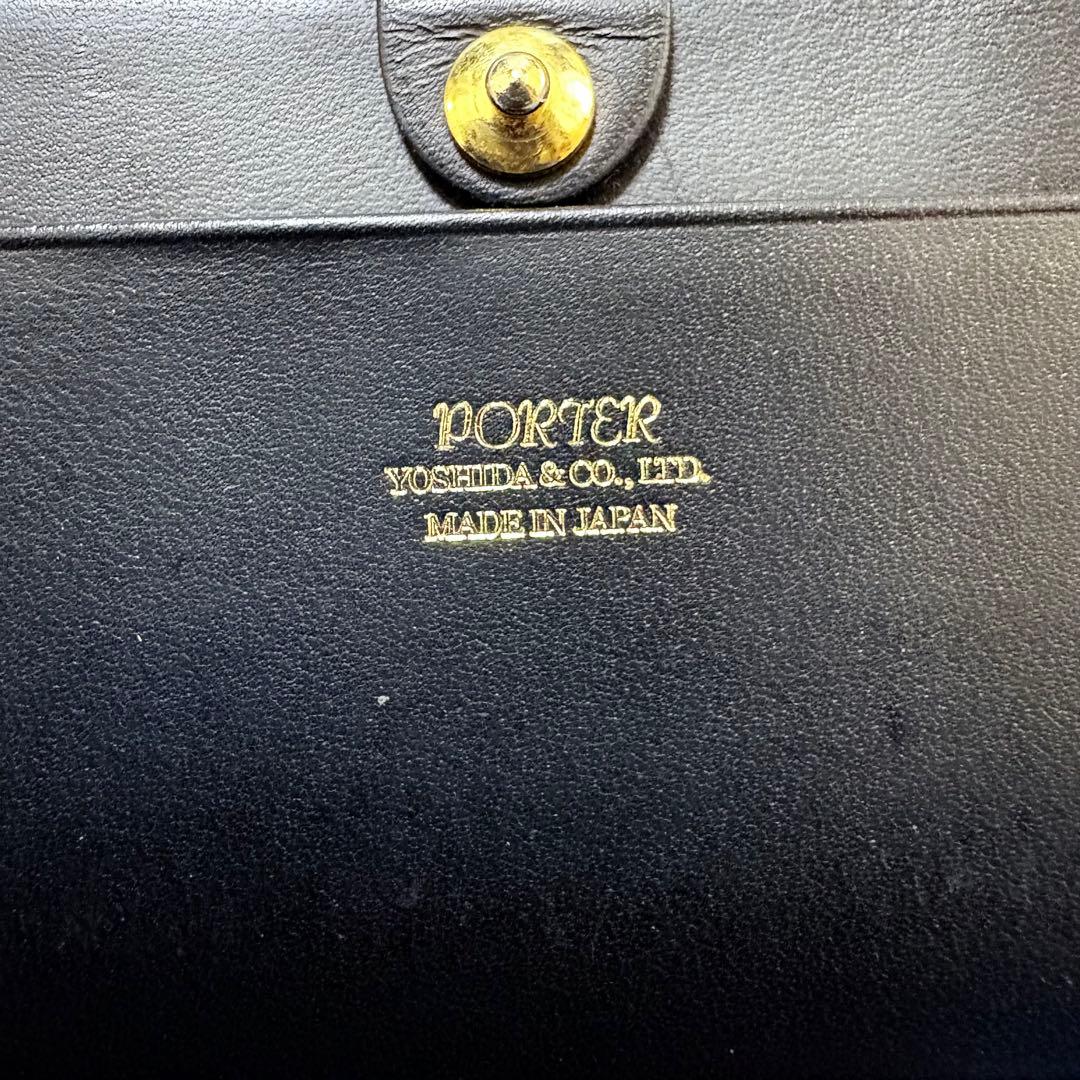 PORTER
YOSHIDA & CO., LTD.
MADE IN JAPAN